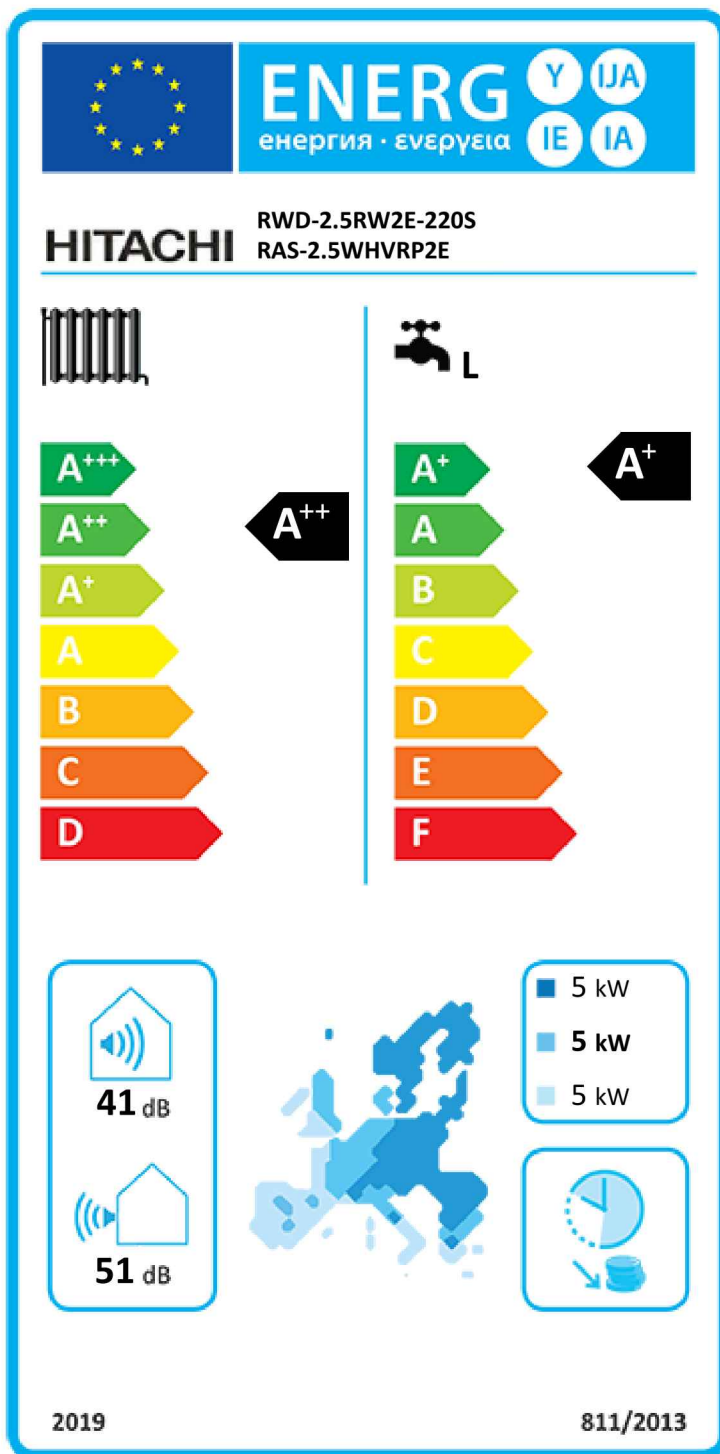 ENERG Y IJA
енергия · ενεργεια IE IA
HITACHI
RWD-2.5RW2E-220S
RAS-2.5WHVRP2E
L
A+++
A++
A+
A
B
C
D
A++
A+
A
B
C
D
E
F
A+
41 dB
51 dB
5 kW
5 kW
5 kW
2019
811/2013